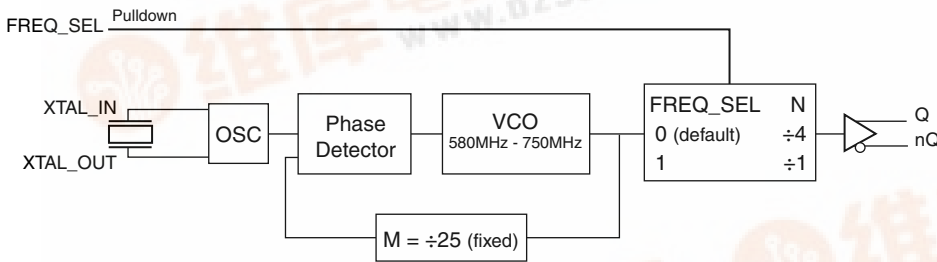 FREQ_SEL Pulldown
XTAL_IN
XTAL_OUT
OSC
Phase
Detector
VCO
580MHz - 750MHz
M = ÷25 (fixed)
FREQ_SEL N
0 (default) ÷4
1 ÷1
Q
nQ